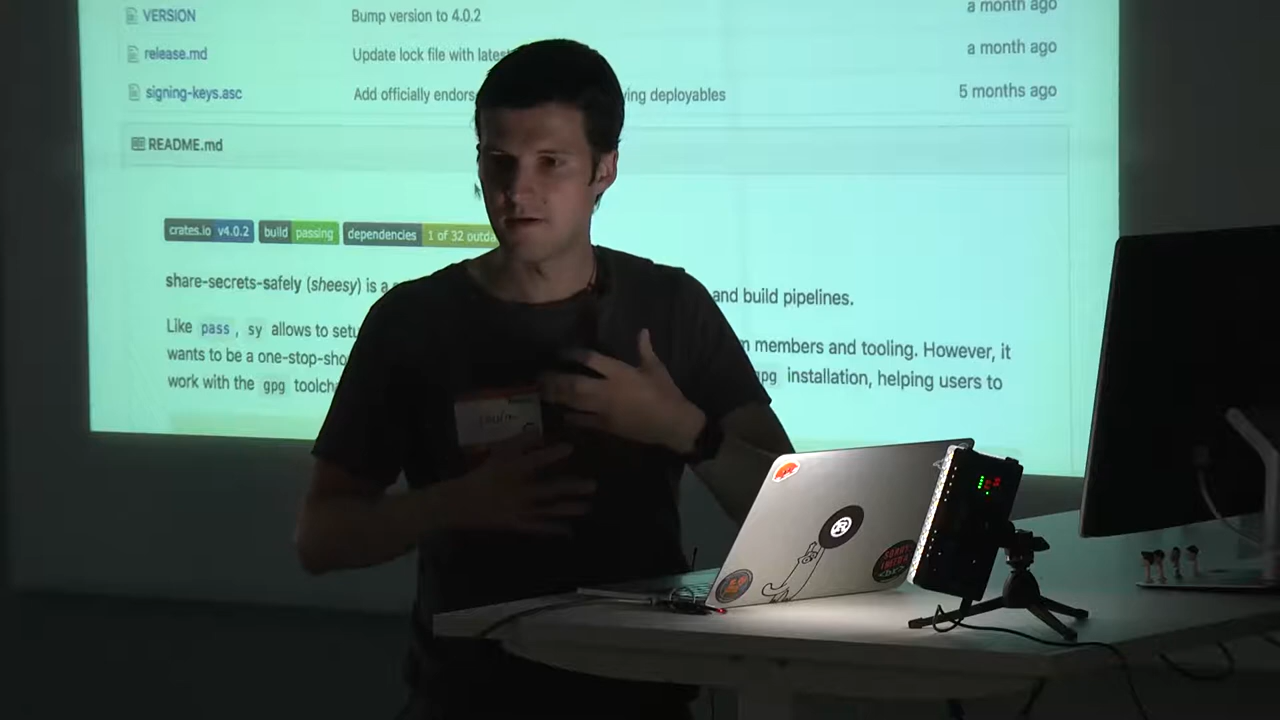 VERSION Bump version to 4.0.2 a month ago
release.md Update lock file with lates a month ago
signing-keys.asc Add officially endors ying deployables 5 months ago
README.md
crates.io v4.0.2 build passing dependencies 1 of 32 outda
share-secrets-safely (sheesy) is a and build pipelines.
Like pass, sy allows to setu m members and tooling. However, it
wants to be a one-stop-sho gpg installation, helping users to
work with the gpg toolch
R